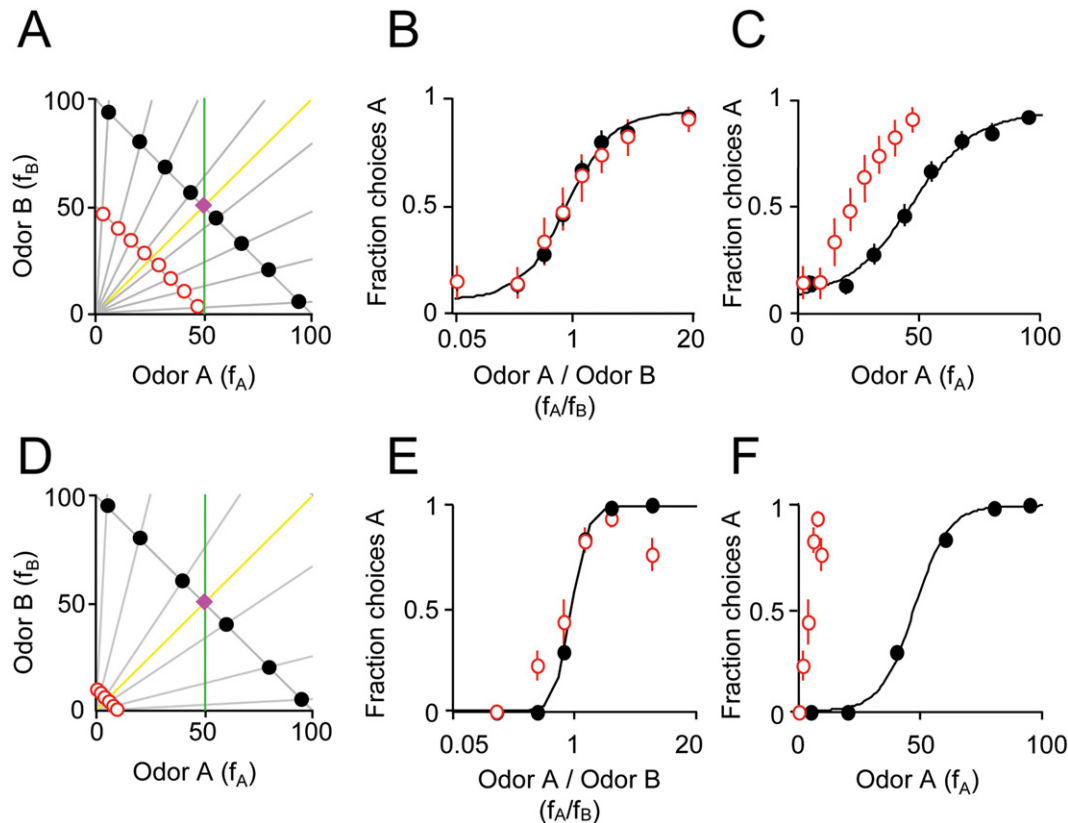 A
B
C
100
50
0
0
50
100
Odor B (fB)
Odor A (fA)
1
0.5
0
0.05
1
20
Fraction choices A
Odor A / Odor B
(fA/fB)
1
0.5
0
0
50
100
Fraction choices A
Odor A (fA)
D
E
F
100
50
0
0
50
100
Odor B (fB)
Odor A (fA)
1
0.5
0
0.05
1
20
Fraction choices A
Odor A / Odor B
(fA/fB)
1
0.5
0
0
50
100
Fraction choices A
Odor A (fA)